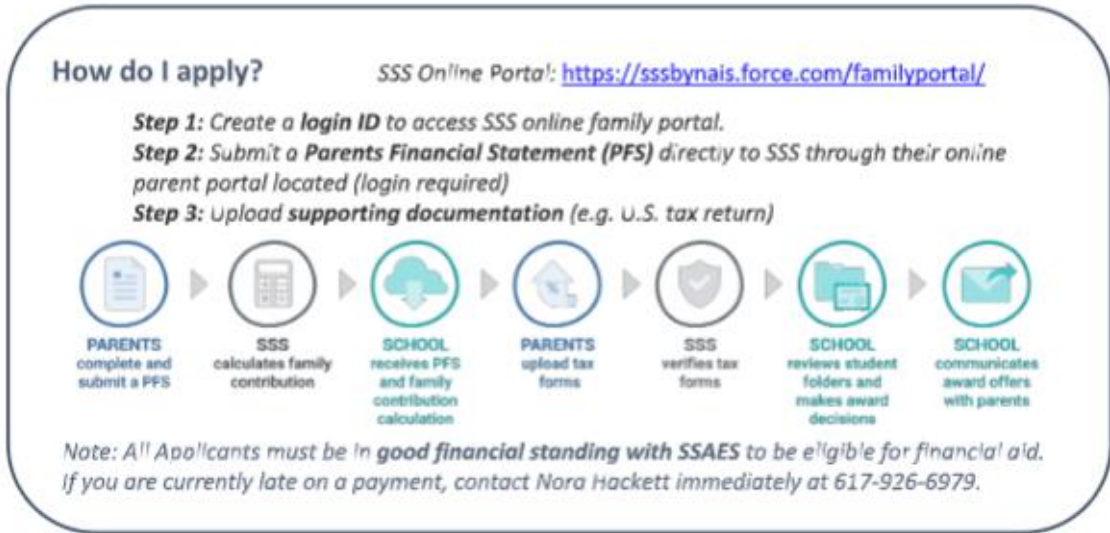 How do I apply?
SSS Online Portal: https://sssbynais.force.com/familyportal/
Step 1: Create a login ID to access SSS online family portal.
Step 2: Submit a Parents Financial Statement (PFS) directly to SSS through their online
parent portal located (login required)
Step 3: Upload supporting documentation (e.g. U.S. tax return)
PARENTS
complete and
submit a PFS
SSS
calculates family
contribution
SCHOOL
receives PFS
and family
contribution
calculation
PARENTS
upload tax
forms
SSS
verifies tax
forms
SCHOOL
reviews student
folders and
makes award
decisions
SCHOOL
communicates
award offers
with parents
Note: All Applicants must be in good financial standing with SSAES to be eligible for financial aid.
If you are currently late on a payment, contact Nora Hackett immediately at 617-926-6979.